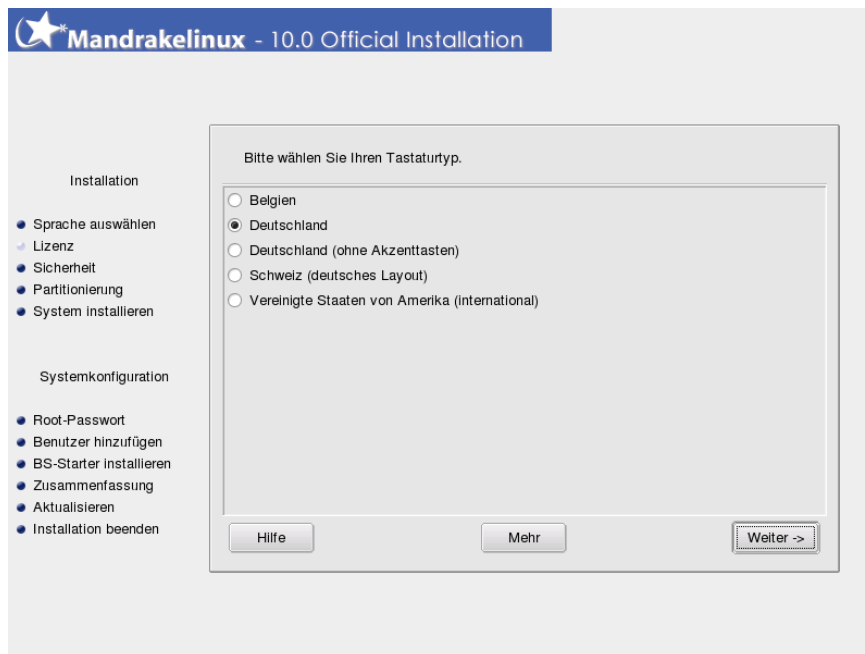 Mandrakelinux - 10.0 Official Installation
Installation
Sprache auswählen
Lizenz
Sicherheit
Partitionierung
System installieren
Systemkonfiguration
Root-Passwort
Benutzer hinzufügen
BS-Starter installieren
Zusammenfassung
Aktualisieren
Installation beenden
Bitte wählen Sie Ihren Tastaturtyp.
Belgien
Deutschland
Deutschland (ohne Akzenttasten)
Schweiz (deutsches Layout)
Vereinigte Staaten von Amerika (international)
Hilfe
Mehr
Weiter ->